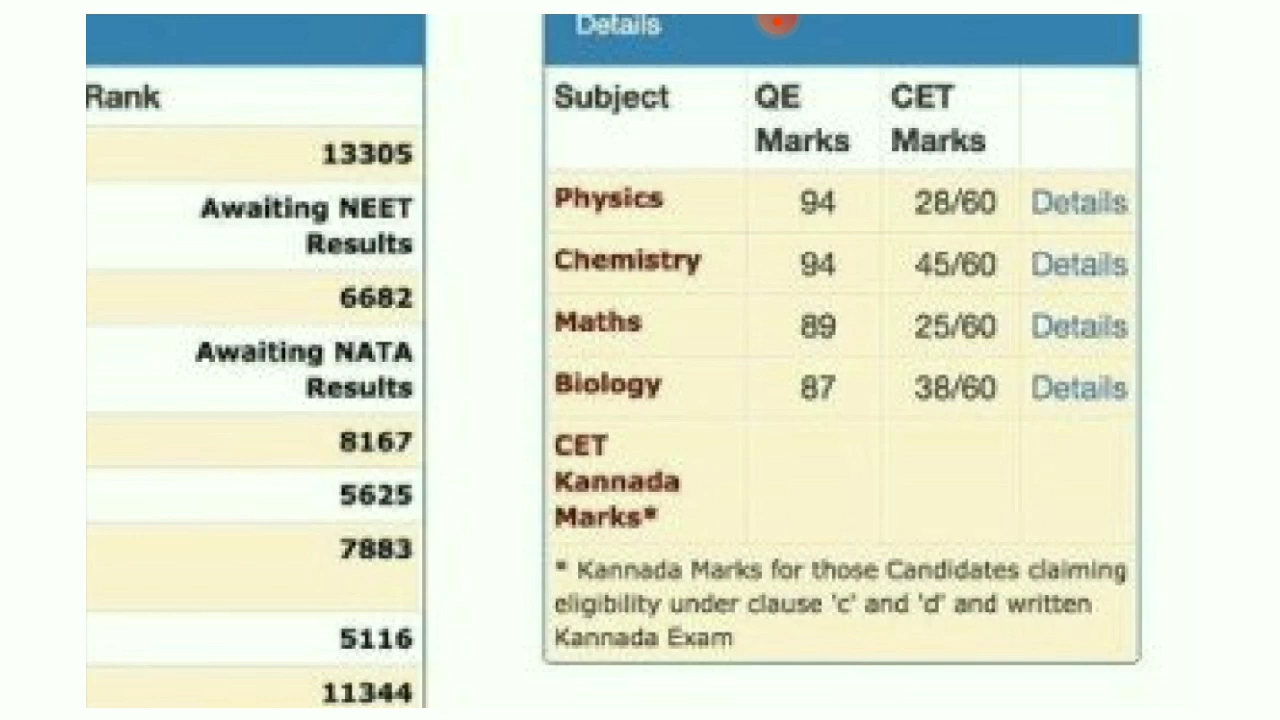 Rank
13305
Awaiting NEET
Results
6682
Awaiting NATA
Results
8167
5625
7883
5116
11344
Details
Subject QE Marks CET Marks
Physics 94 28/60 Details
Chemistry 94 45/60 Details
Maths 89 25/60 Details
Biology 87 38/60 Details
CET
Kannada
Marks*
* Kannada Marks for those Candidates claiming
eligibility under clause 'c' and 'd' and written
Kannada Exam